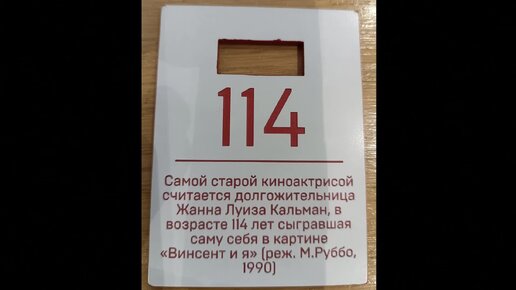 114
Самой старой киноактрисой
считается долгожительница
Жанна Луиза Кальман, в
возрасте 114 лет сыгравшая
саму себя в картине
«Винсент и я» (реж. М.Руббо,
1990)